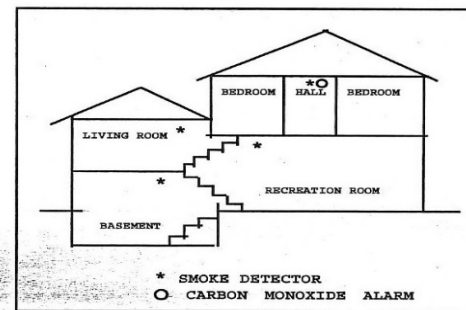 BEDROOM HALL BEDROOM
LIVING ROOM
RECREATION ROOM
BASEMENT
* SMOKE DETECTOR
O CARBON MONOXIDE ALARM